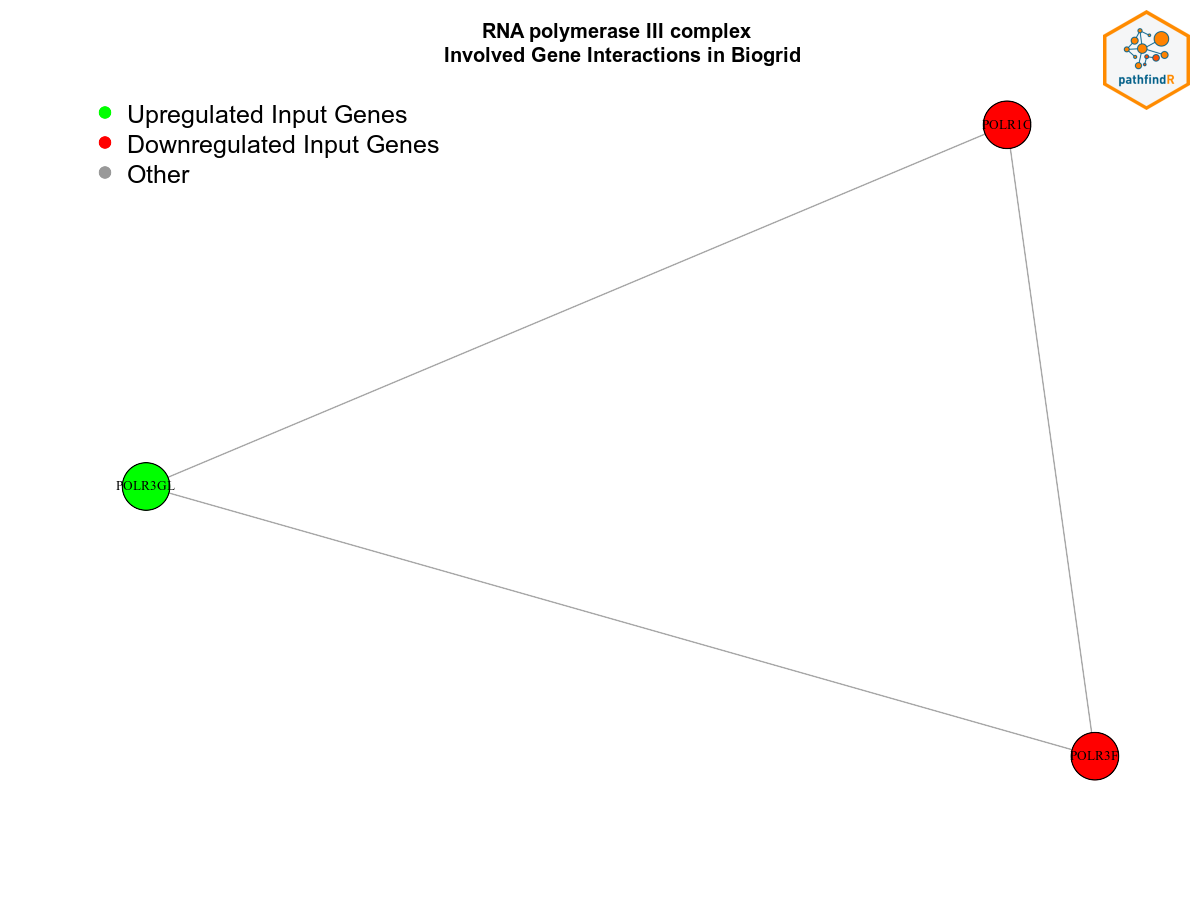 RNA polymerase III complex
Involved Gene Interactions in Biogrid
pathfindR
Upregulated Input Genes
Downregulated Input Genes
Other
POLR1C
POLR3GL
POLR3F